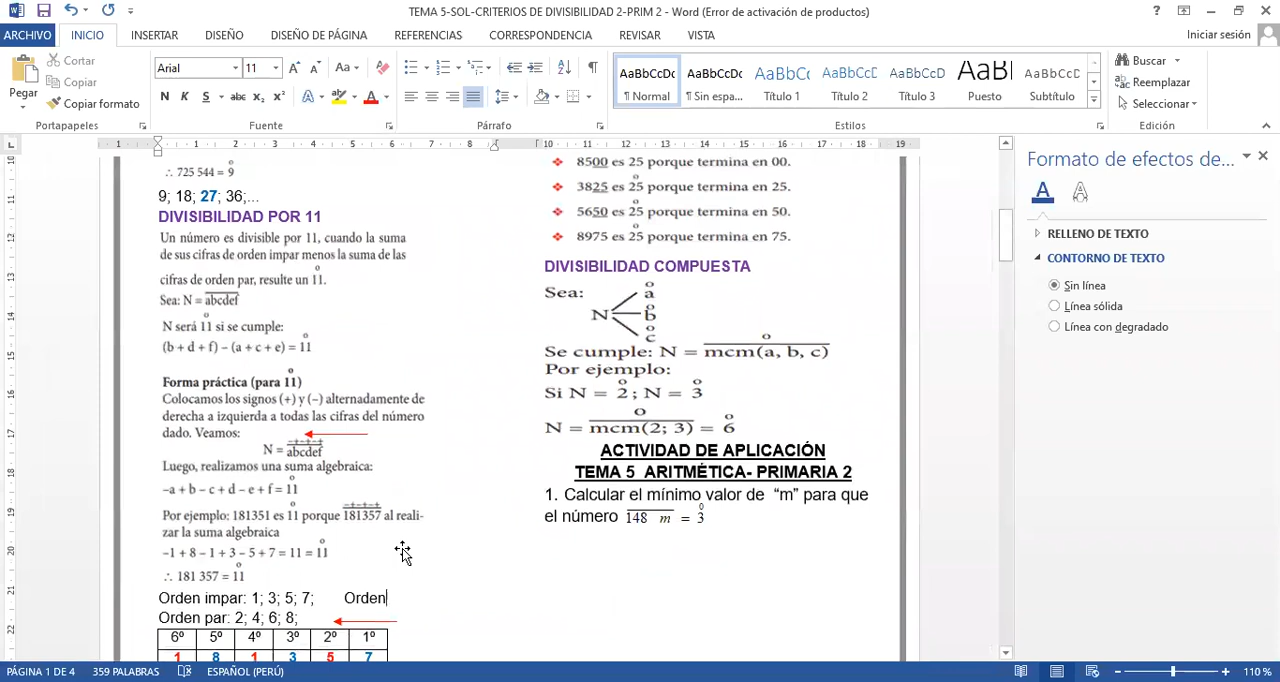 TEMA 5-SOL-CRITERIOS DE DIVISIBILIDAD 2-PRIM 2 - Word (Error de activación de productos)
ARCHIVO INICIO INSERTAR DISEÑO DISEÑO DE PÁGINA REFERENCIAS CORRESPONDENCIA REVISAR VISTA Iniciar sesión
Pegar
Cortar
Copiar
Copiar formato
Arial 11
AaBbCcDc AaBbCcDc AaBbCc AaBbCcC AaBbCcD AaBl AaBbCcD
¶ Normal ¶ Sin espa... Título 1 Título 2 Título 3 Puesto Subtítulo
Buscar
Reemplazar
Seleccionar
Portapapeles Fuente Párrafo Estilos Edición
∴ 725 544 = 9̊
9; 18; 27; 36;...
DIVISIBILIDAD POR 11
Un número es divisible por 11, cuando la suma
de sus cifras de orden impar menos la suma de las
cifras de orden par, resulte un 11̊.
Sea: N = abcdef
N será 11̊ si se cumple:
(b + d + f) – (a + c + e) = 11̊
Forma práctica (para 11̊)
Colocamos los signos (+) y (–) alternadamente de
derecha a izquierda a todas las cifras del número
dado. Veamos:
–+–+–+
N = abcdef
Luego, realizamos una suma algebraica:
–a + b – c + d – e + f = 11̊
–+–+–+
Por ejemplo: 181351 es 11̊ porque 181357 al reali-
zar la suma algebraica
–1 + 8 – 1 + 3 – 5 + 7 = 11 = 11̊
∴ 181 357 = 11̊
Orden impar: 1; 3; 5; 7; Orden
Orden par: 2; 4; 6; 8;
6º 5º 4º 3º 2º 1º
1 8 1 3 5 7
8500 es 25̊ porque termina en 00.
3825 es 25̊ porque termina en 25.
5650 es 25̊ porque termina en 50.
8975 es 25̊ porque termina en 75.
DIVISIBILIDAD COMPUESTA
Sea: N
å
b̊
c̊
Se cumple: N = mcm(a, b, c)
Por ejemplo:
Si N = 2̊ ; N = 3̊
N = mcm(2; 3) = 6̊
ACTIVIDAD DE APLICACIÓN
TEMA 5 ARITMÉTICA- PRIMARIA 2
1. Calcular el mínimo valor de “m” para que
el número 148 m = 3̊
Formato de efectos de...
RELLENO DE TEXTO
CONTORNO DE TEXTO
Sin línea
Línea sólida
Línea con degradado
PÁGINA 1 DE 4 359 PALABRAS ESPAÑOL (PERÚ) 110 %